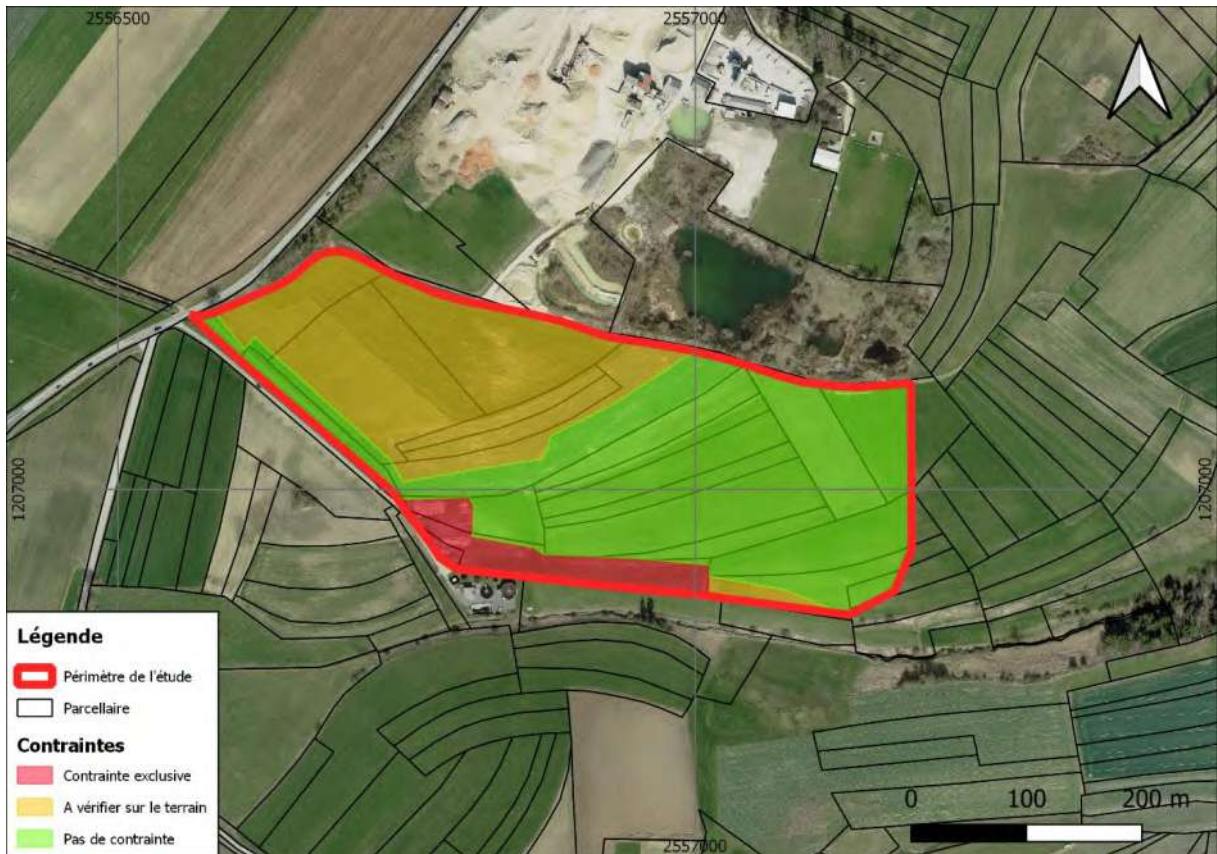 2556500
2557000
1207000
1207000
Légende
Périmètre de l'étude
Parcellaire
Contraintes
Contrainte exclusive
A vérifier sur le terrain
Pas de contrainte
0 100 200 m
2557000